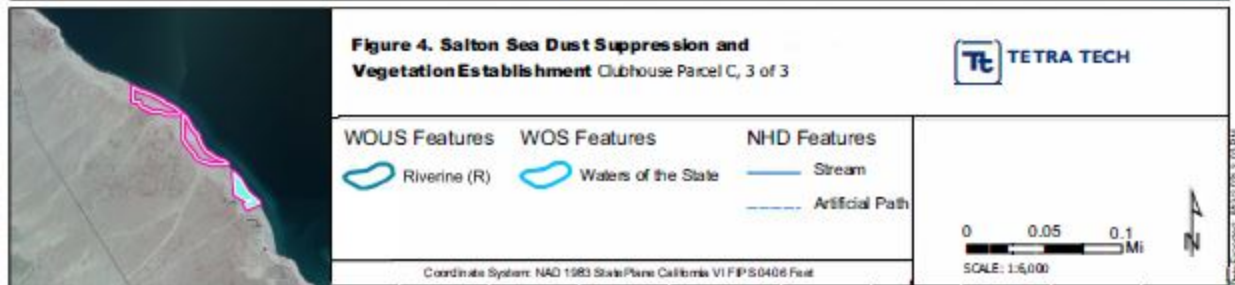 Figure 4. Salton Sea Dust Suppression and
Vegetation Establishment Clubhouse Parcel C, 3 of 3
Tt TETRA TECH
WOUS Features
Riverine (R)
WOS Features
Waters of the State
NHD Features
Stream
Artificial Path
0 0.05 0.1
Mi
SCALE: 1:6,000
N
Coordinate System: NAD 1983 StatePlane California VI FIPS 0406 Feet